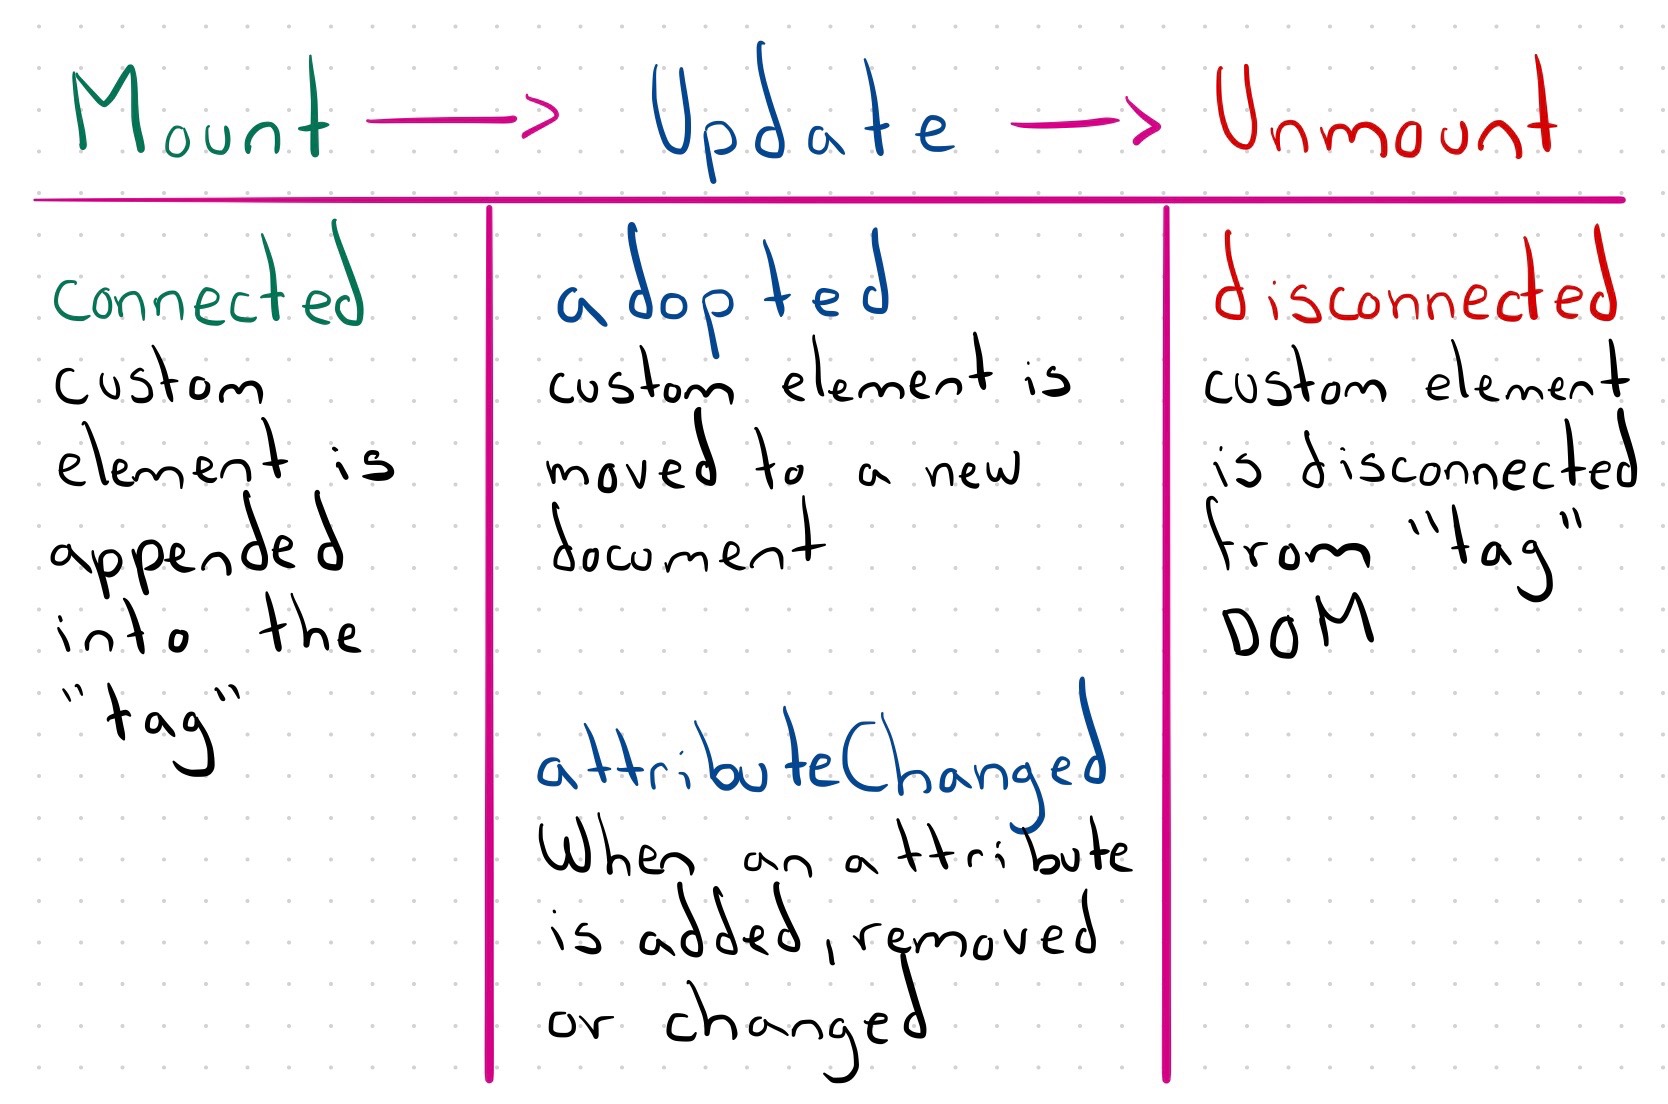 Mount → Update → Unmount
connected
custom
element is
appended
into the
"tag"
adopted
custom element is
moved to a new
document
attributeChanged
When an attribute
is added, removed
or changed
disconnected
custom element
is disconnected
from "tag"
DOM